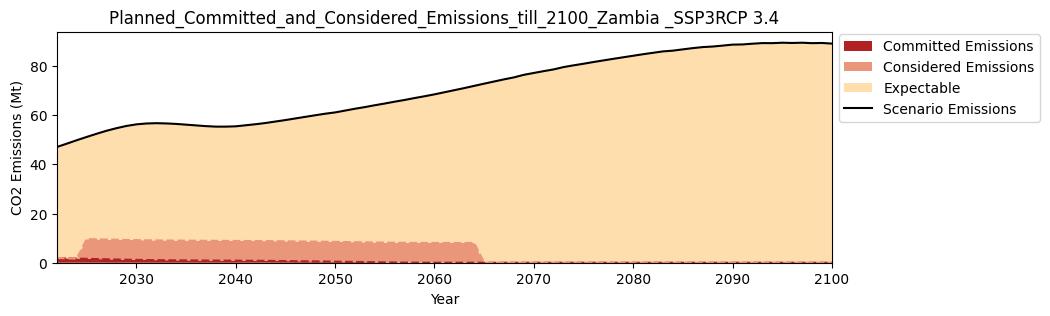 Planned_Committed_and_Considered_Emissions_till_2100_Zambia _SSP3RCP 3.4
Committed Emissions
Considered Emissions
Expectable
Scenario Emissions
CO2 Emissions (Mt)
80
60
40
20
0
2030 2040 2050 2060 2070 2080 2090 2100
Year